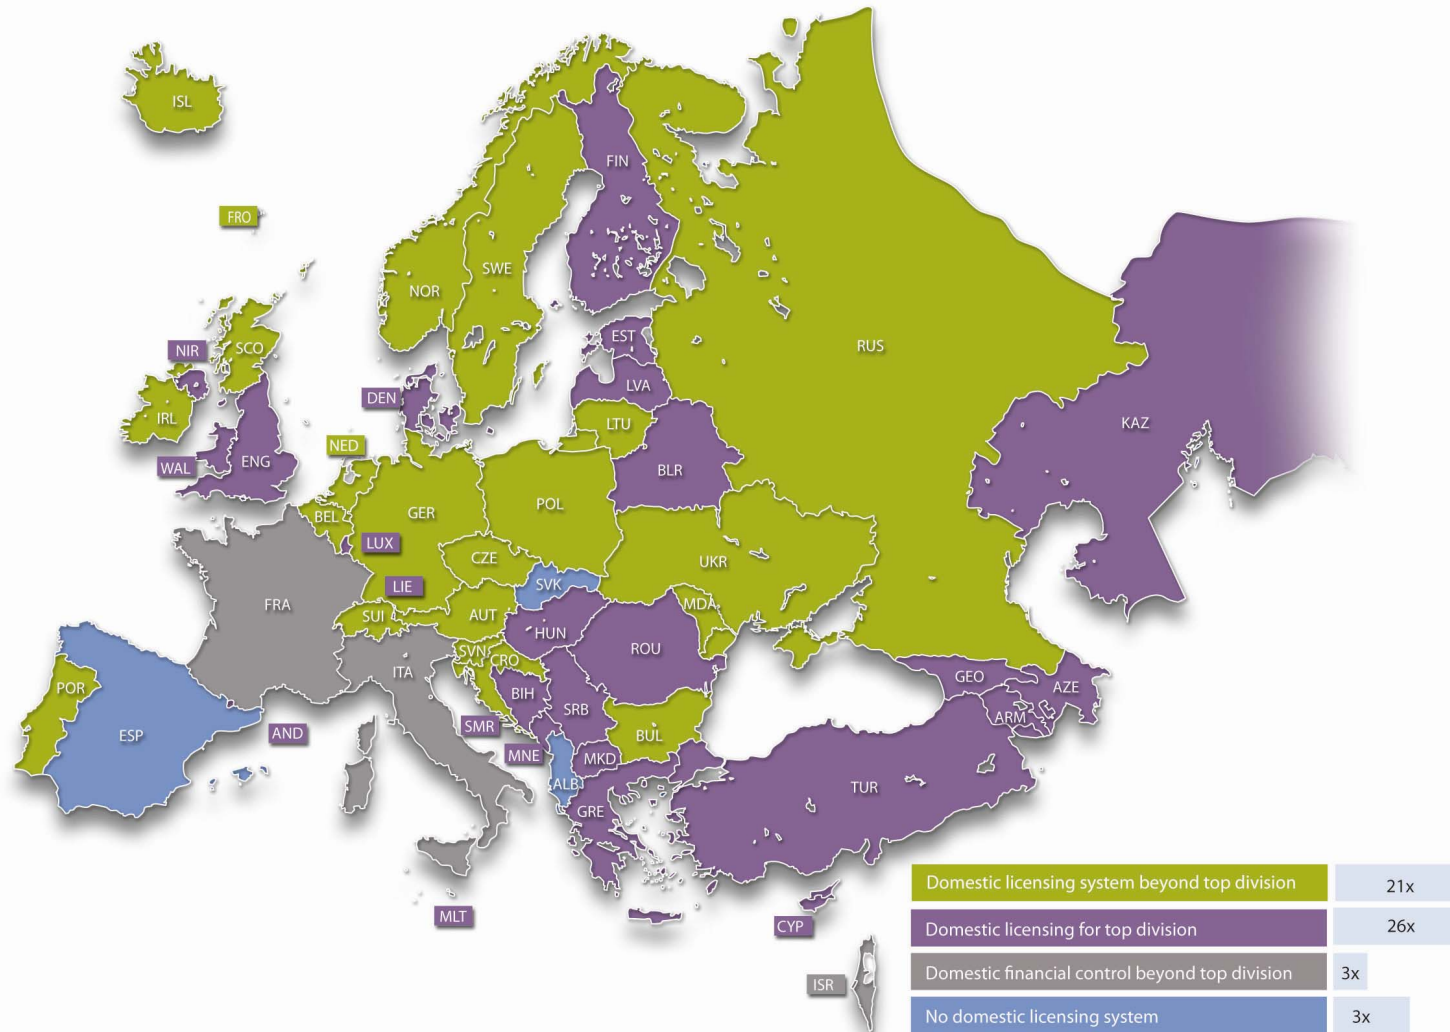 ISL
FIN
FRO
SWE
NOR
EST
NIR
SCO
RUS
LVA
DEN
IRL
LTU
KAZ
NED
WAL
ENG
BLR
POL
BEL
GER
LUX
CZE
UKR
LIE
SVK
FRA
MDA
SUI
AUT
HUN
ROU
SVN
CRO
ITA
GEO
POR
AZE
BIH
SRB
ARM
SMR
AND
ESP
BUL
MNE
MKD
ALB
TUR
GRE
MLT
CYP
ISR
Domestic licensing system beyond top division 21x
Domestic licensing for top division 26x
Domestic financial control beyond top division 3x
No domestic licensing system 3x